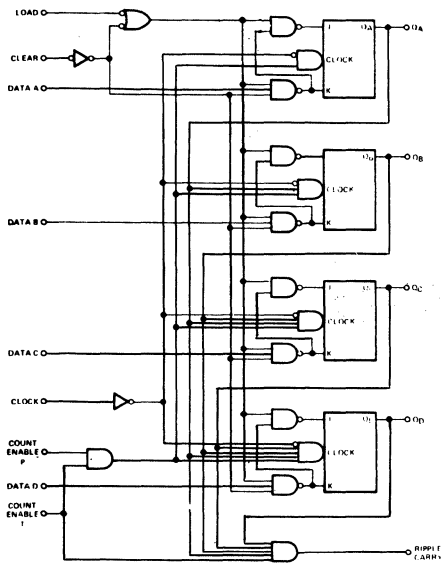 LOAD
CLEAR
DATA A
DATA B
DATA C
CLOCK
COUNT
ENABLE
P
DATA D
COUNT
ENABLE
T
J
QA
CLOCK
K
QA
J
CLOCK
K
QB
J
CLOCK
K
QC
J
CLOCK
K
QD
RIPPLE
CARRY